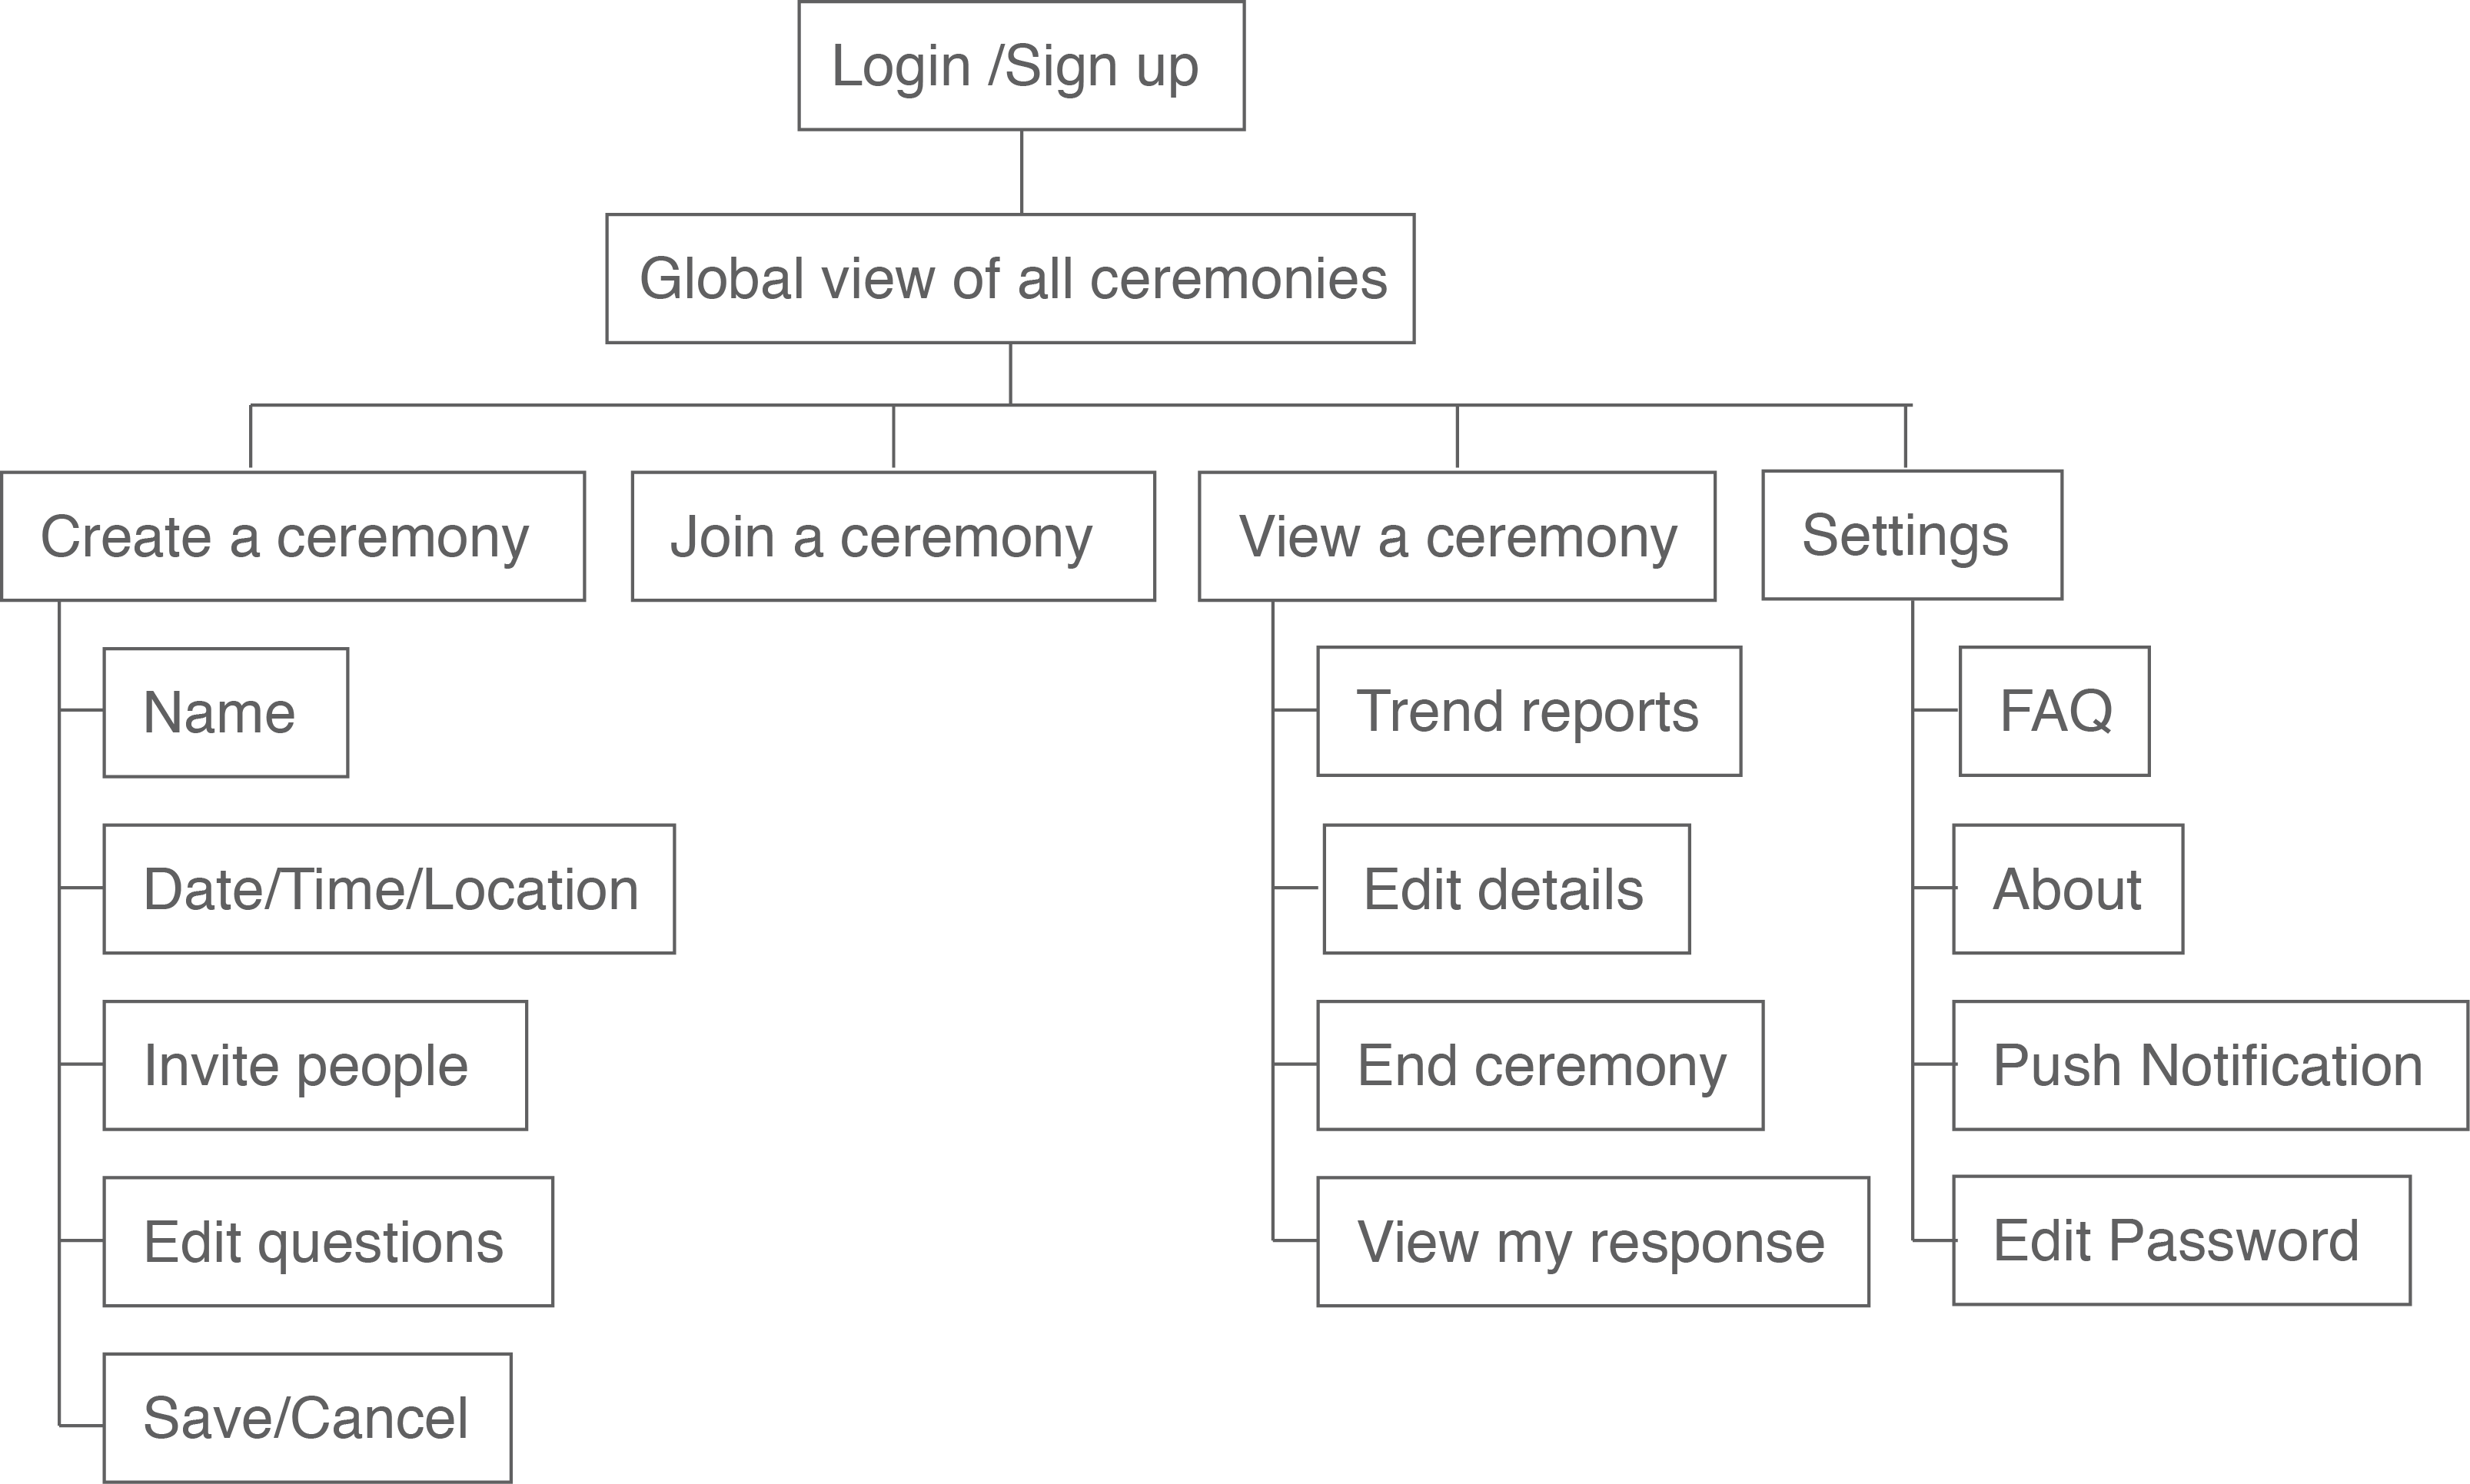 Login /Sign up
Global view of all ceremonies
Create a ceremony
Join a ceremony
View a ceremony
Settings
Name
Date/Time/Location
Invite people
Edit questions
Save/Cancel
Trend reports
Edit details
End ceremony
View my response
FAQ
About
Push Notification
Edit Password